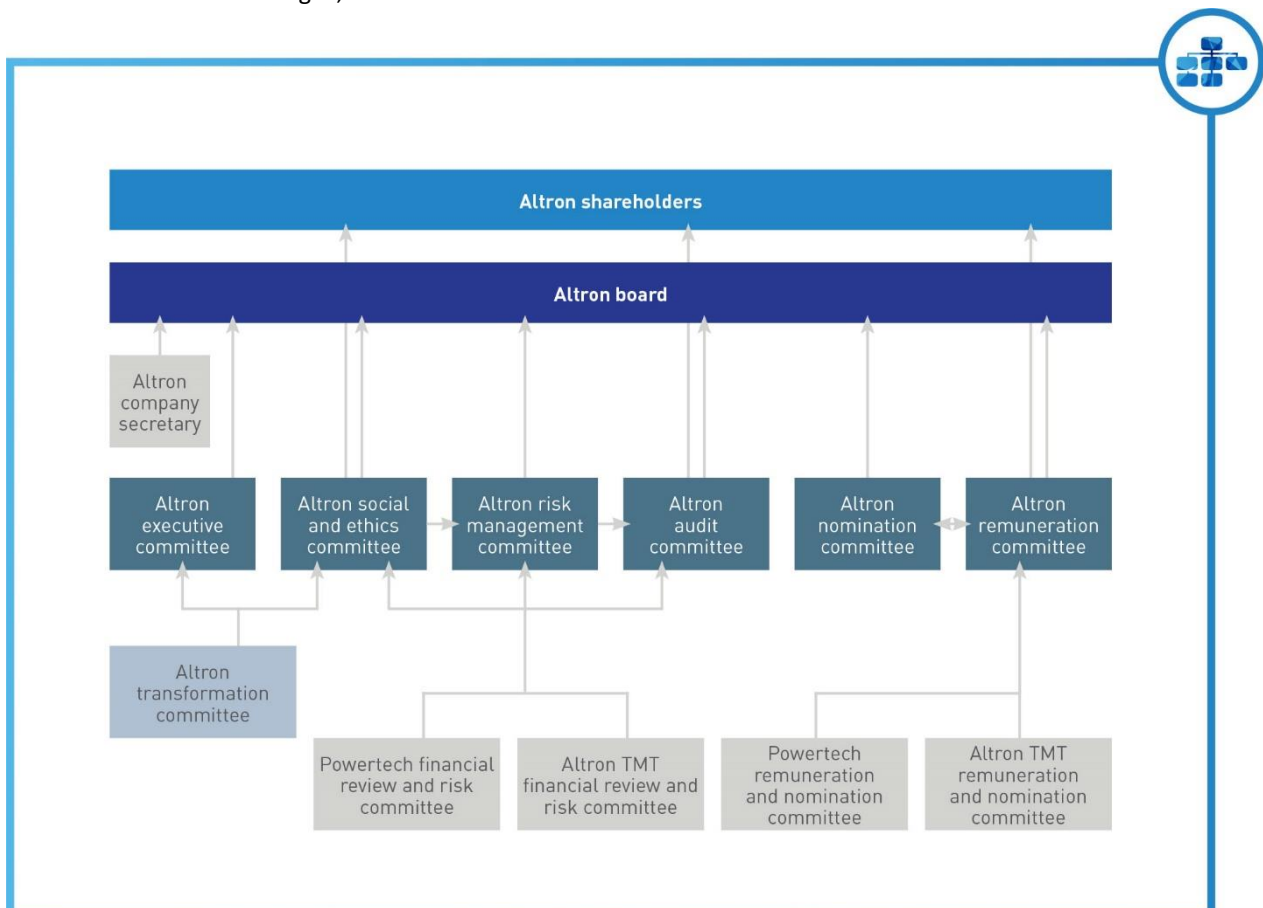 Altron shareholders
Altron board
Altron
company
secretary
Altron
executive
committee
Altron social
and ethics
committee
Altron risk
management
committee
Altron
audit
committee
Altron
nomination
committee
Altron
remuneration
committee
Altron
transformation
committee
Powertech financial
review and risk
committee
Altron TMT
financial review and
risk committee
Powertech
remuneration
and nomination
committee
Altron TMT
remuneration
and nomination
committee